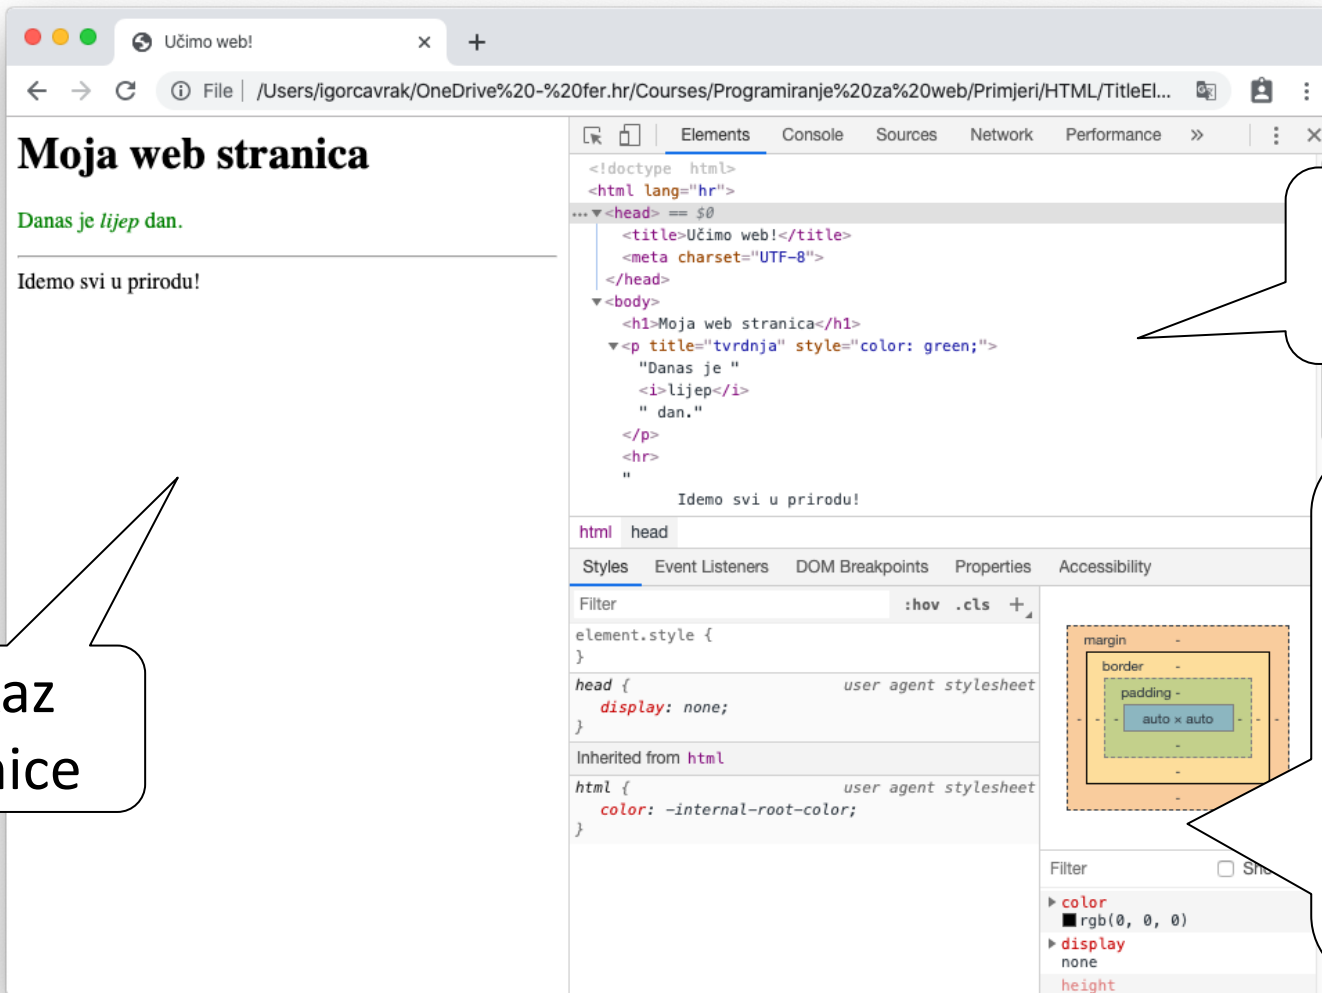 Učimo web!
File | /Users/igorcavrak/OneDrive%20-%20fer.hr/Courses/Programiranje%20za%20web/Primjeri/HTML/TitleEl...
Moja web stranica
Danas je lijep dan.
Idemo svi u prirodu!
az
nice
Elements Console Sources Network Performance »
<!doctype html>
<html lang="hr">
... ▼<head> == $0
<title>Učimo web!</title>
<meta charset="UTF-8">
</head>
▼<body>
<h1>Moja web stranica</h1>
▼<p title="tvrdnja" style="color: green;">
"Danas je "
<i>lijep</i>
" dan."
</p>
<hr>
"
Idemo svi u prirodu!
html head
Styles Event Listeners DOM Breakpoints Properties Accessibility
Filter :hov .cls +
element.style {
}
head { user agent stylesheet
display: none;
}
Inherited from html
html { user agent stylesheet
color: -internal-root-color;
}
margin -
border -
padding -
- - - auto × auto - - -
-
-
-
Filter
▶ color
rgb(0, 0, 0)
▶ display
none
height